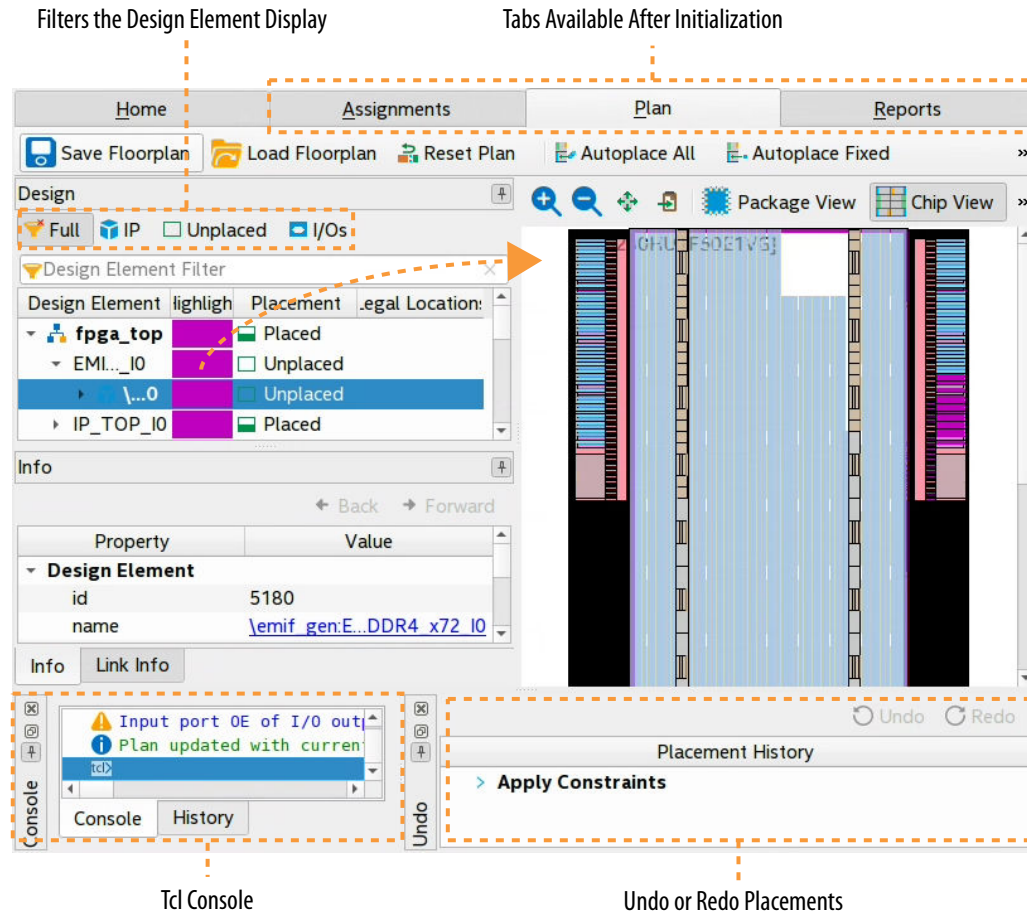 Filters the Design Element Display
Tabs Available After Initialization
Home Assignments Plan Reports
Save Floorplan Load Floorplan Reset Plan Autoplace All Autoplace Fixed »
Design
Package View Chip View »
Full IP Unplaced I/Os
Design Element Filter
Design Element Highligh Placement Legal Locations
fpga_top Placed
EMI..._I0 Unplaced
\...0 Unplaced
IP_TOP_I0 Placed
Info
Back Forward
Property Value
Design Element
id 5180
name \emif_gen:E...DDR4_x72_I0
Info Link Info
Console
Input port OE of I/O outp
Plan updated with curren
tcl>
Console History
Undo
Undo Redo
Placement History
> Apply Constraints
Tcl Console
Undo or Redo Placements